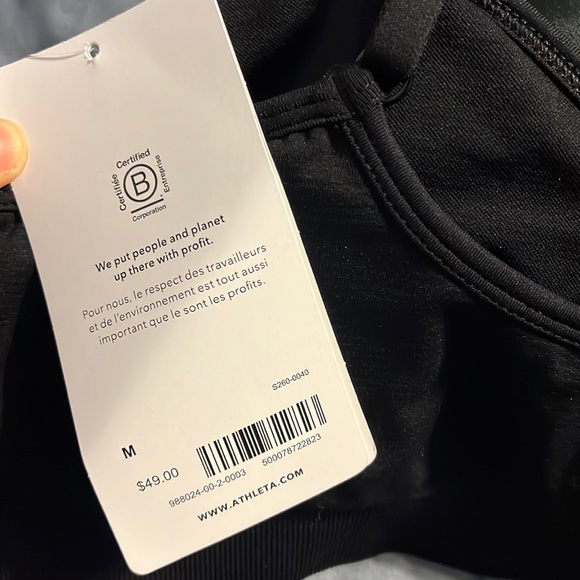 Certified
Certifiée
B
Entreprise
Corporation
We put people and planet
up there with profit.
Pour nous, le respect des travailleurs
et de l'environnement est tout aussi
important que le sont les profits.
S260-0040
M
$49.00
988024-00-2-0003 500078722823
WWW.ATHLETA.COM